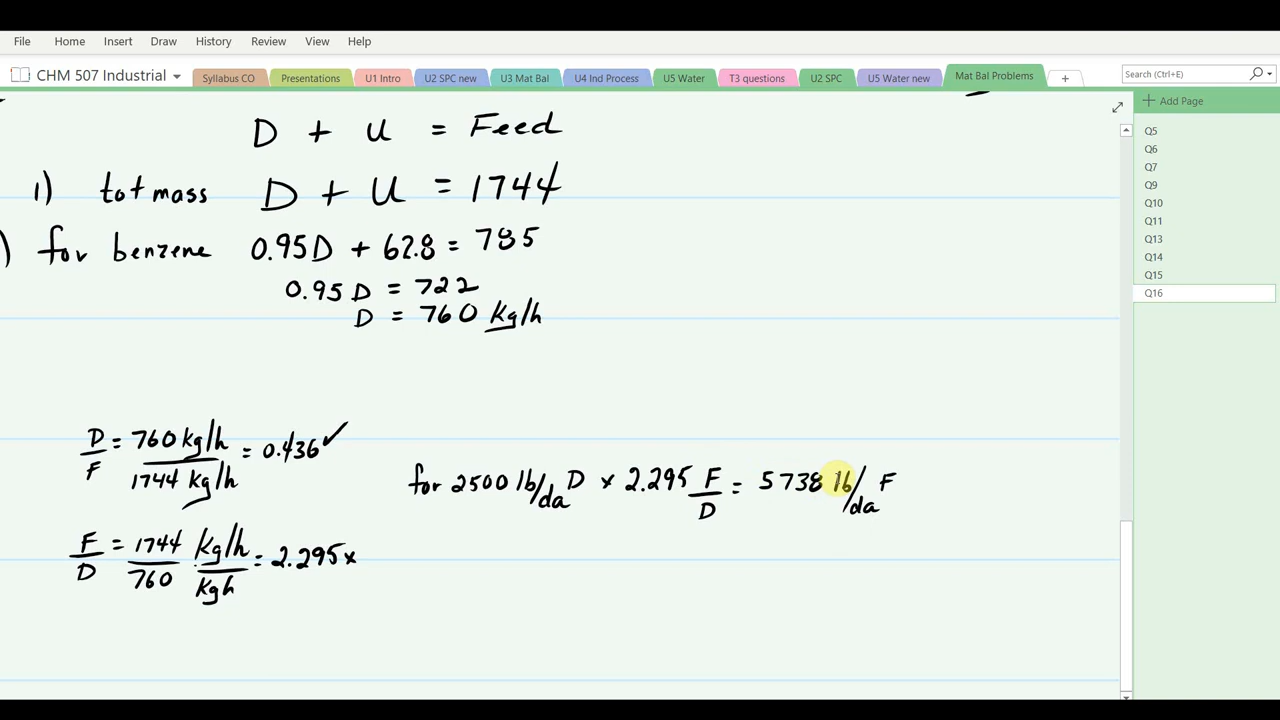 File Home Insert Draw History Review View Help
CHM 507 Industrial Syllabus CO Presentations U1 Intro U2 SPC new U3 Mat Bal U4 Ind Process U5 Water T3 questions U2 SPC U5 Water new Mat Bal Problems + Search (Ctrl+E)
+ Add Page
Q5
Q6
Q7
Q9
Q10
Q11
Q13
Q14
Q15
Q16
D + U = Feed
1) tot mass D + U = 1744
) for benzene 0.95D + 62.8 = 785
0.95 D = 722
D = 760 kg/h
D/F = 760 kg/h / 1744 kg/h = 0.436 ✓
for 2500 lb/da D × 2.295 F/D = 5738 lb/da F
F/D = 1744/760 kg/h / kgh = 2.295 ×